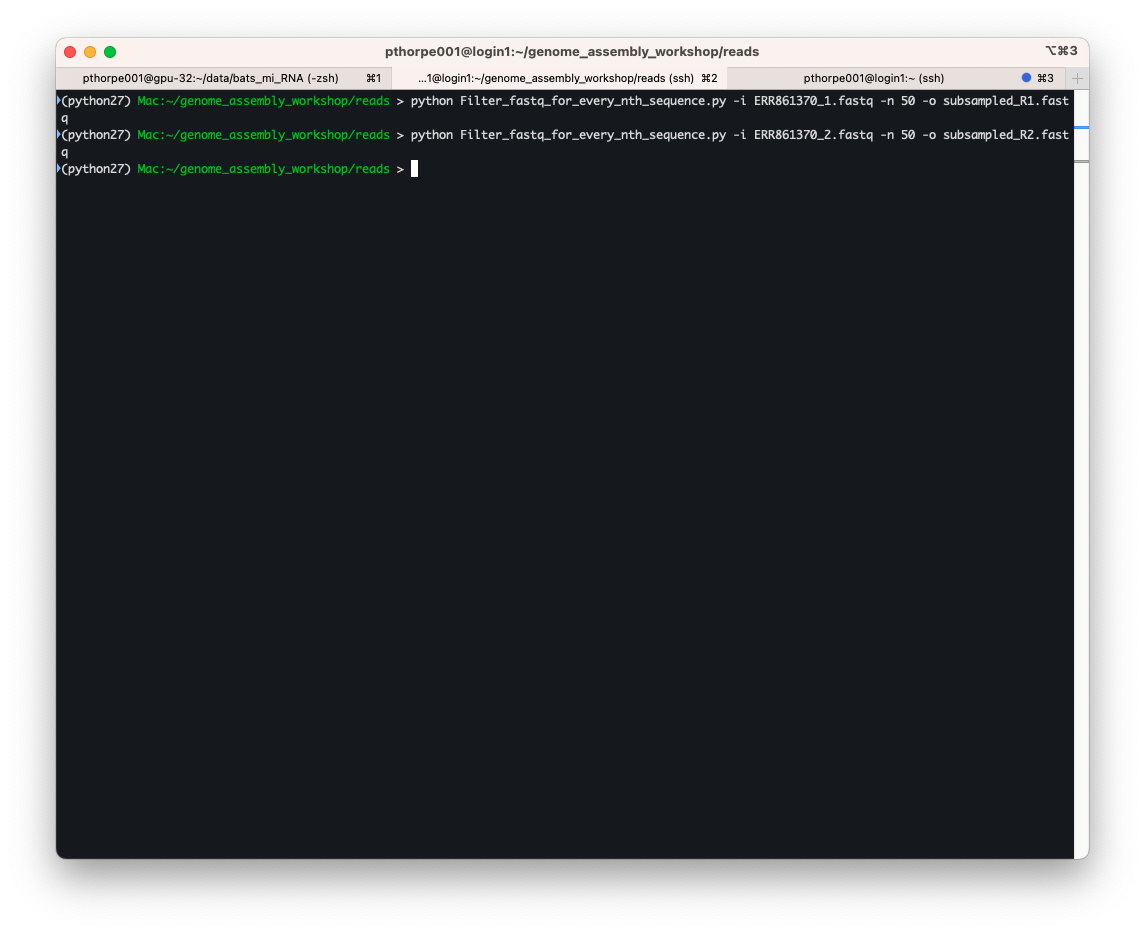 pthorpe001@login1:~/genome_assembly_workshop/reads
⌥⌘3
pthorpe001@gpu-32:~/data/bats_mi_RNA (-zsh) ⌘1
...1@login1:~/genome_assembly_workshop/reads (ssh) ⌘2
pthorpe001@login1:~ (ssh) ⌘3
(python27) Mac:~/genome_assembly_workshop/reads > python Filter_fastq_for_every_nth_sequence.py -i ERR861370_1.fastq -n 50 -o subsampled_R1.fast
q
(python27) Mac:~/genome_assembly_workshop/reads > python Filter_fastq_for_every_nth_sequence.py -i ERR861370_2.fastq -n 50 -o subsampled_R2.fast
q
(python27) Mac:~/genome_assembly_workshop/reads >